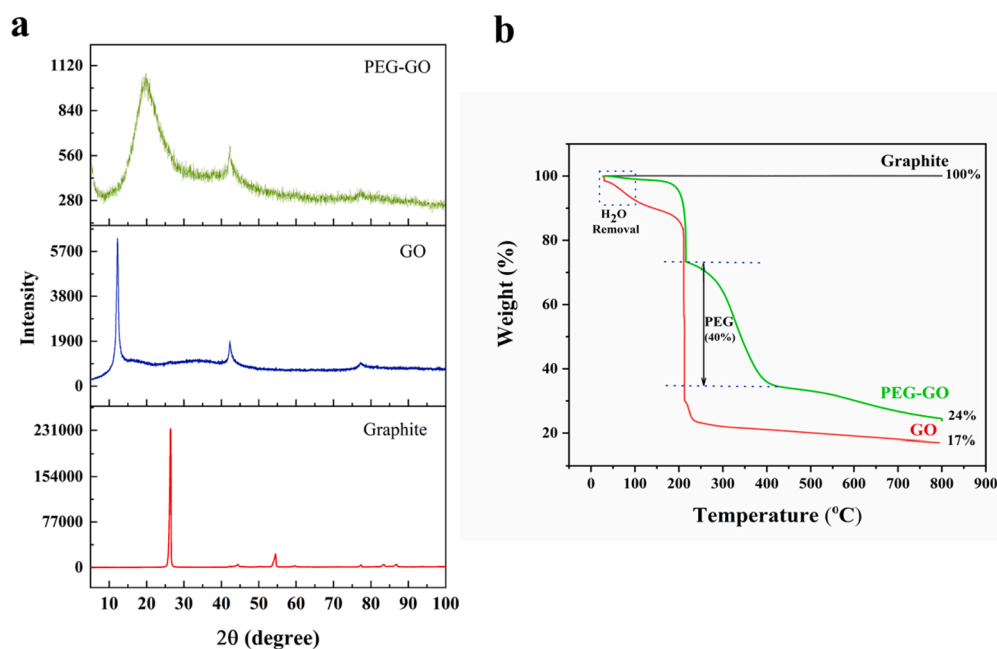 a
1120
840
560
280
PEG-GO
5700
3800
1900
0
GO
231000
154000
77000
0
Graphite
Intensity
10 20 30 40 50 60 70 80 90 100
2θ (degree)
b
100
80
60
40
20
Weight (%)
Graphite
100%
H2O
Removal
PEG
(40%)
PEG-GO
24%
GO
17%
0 100 200 300 400 500 600 700 800 900
Temperature (°C)